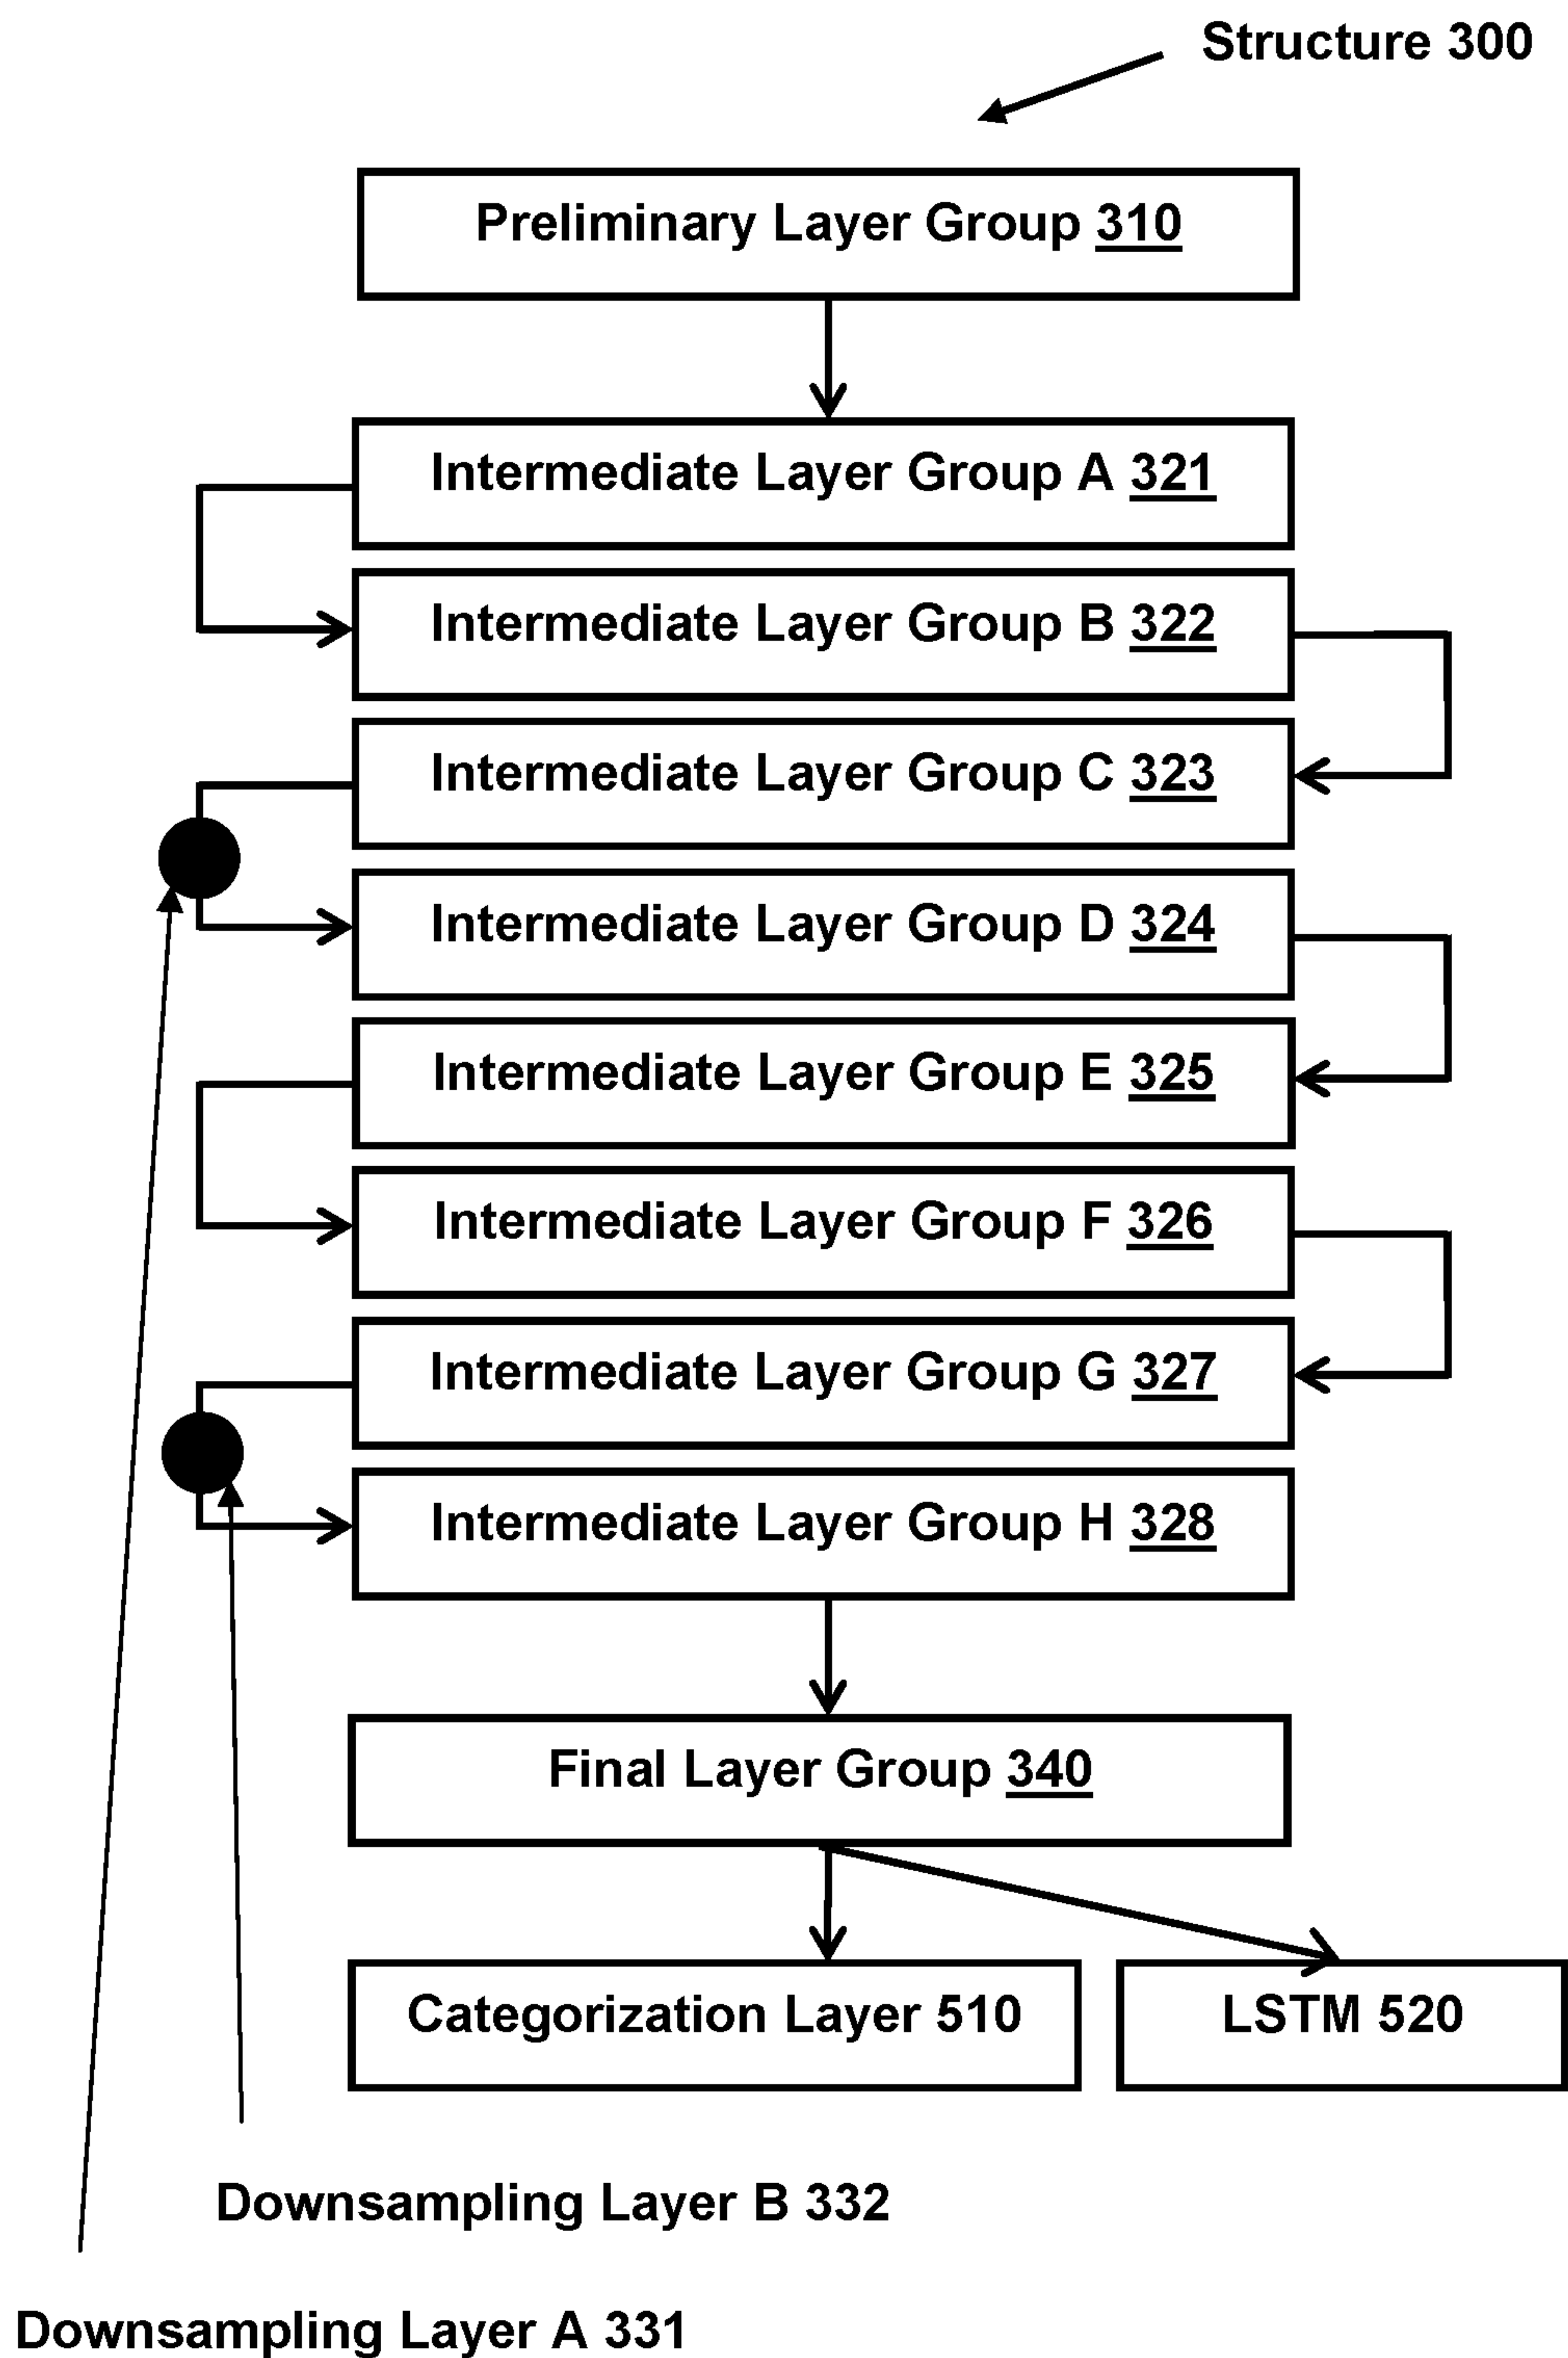 Structure 300
Preliminary Layer Group 310
Intermediate Layer Group A 321
Intermediate Layer Group B 322
Intermediate Layer Group C 323
Intermediate Layer Group D 324
Intermediate Layer Group E 325
Intermediate Layer Group F 326
Intermediate Layer Group G 327
Intermediate Layer Group H 328
Final Layer Group 340
Categorization Layer 510
LSTM 520
Downsampling Layer B 332
Downsampling Layer A 331